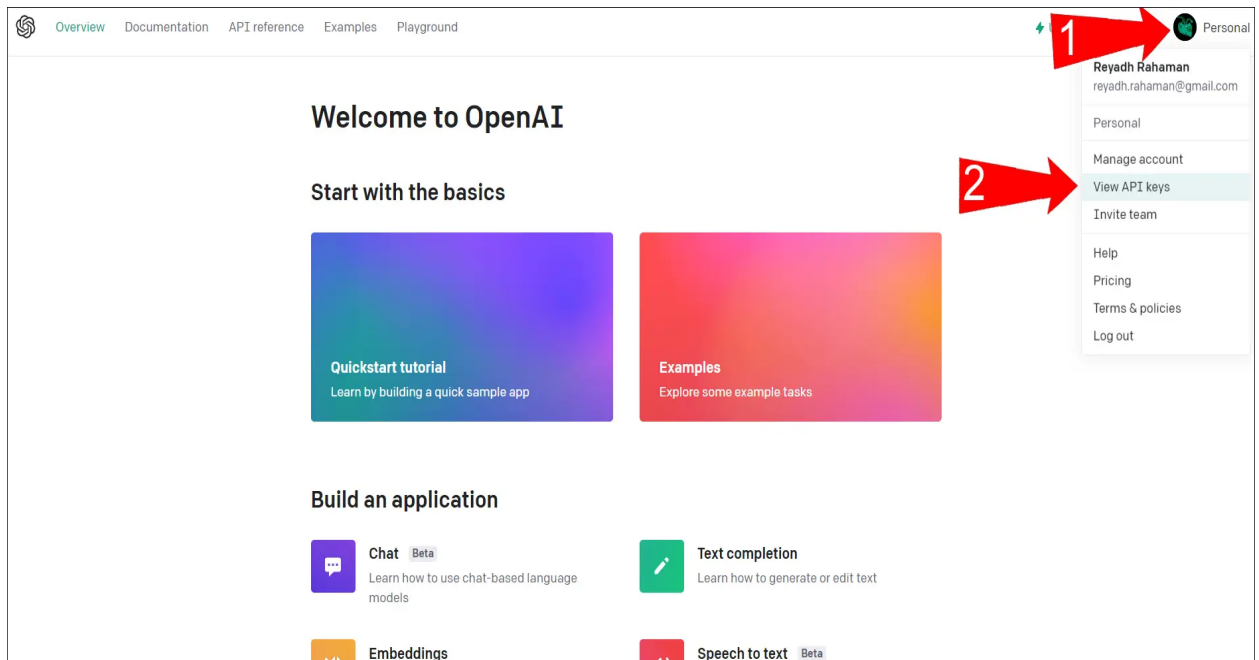 Overview Documentation API reference Examples Playground 1 Personal
Reyadh Rahaman
reyadh.rahaman@gmail.com
Personal
Manage account
2 View API keys
Invite team
Help
Pricing
Terms & policies
Log out
Welcome to OpenAI
Start with the basics
Quickstart tutorial
Learn by building a quick sample app
Examples
Explore some example tasks
Build an application
Chat Beta
Learn how to use chat-based language
models
Text completion
Learn how to generate or edit text
Embeddings
Speech to text Beta